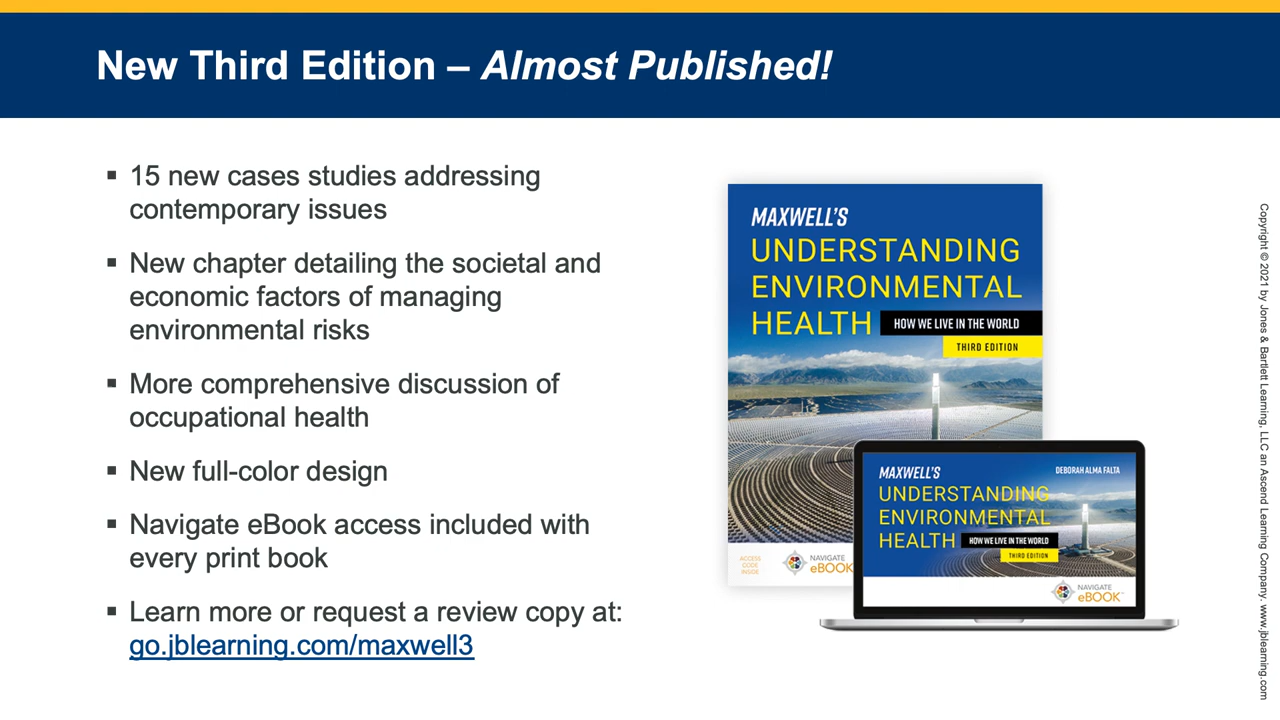 New Third Edition – Almost Published!
▪ 15 new cases studies addressing
contemporary issues
▪ New chapter detailing the societal and
economic factors of managing
environmental risks
▪ More comprehensive discussion of
occupational health
▪ New full-color design
▪ Navigate eBook access included with
every print book
▪ Learn more or request a review copy at:
go.jblearning.com/maxwell3
MAXWELL'S
UNDERSTANDING
ENVIRONMENTAL
HEALTH HOW WE LIVE IN THE WORLD
THIRD EDITION
ACCESS
CODE
INSIDE
NAVIGATE
eBOOK
MAXWELL'S DEBORAH ALMA FALTA
UNDERSTANDING
ENVIRONMENTAL
HEALTH HOW WE LIVE IN THE WORLD
THIRD EDITION
NAVIGATE
eBOOK™
Copyright © 2021 by Jones & Bartlett Learning, LLC an Ascend Learning Company. www.jblearning.com